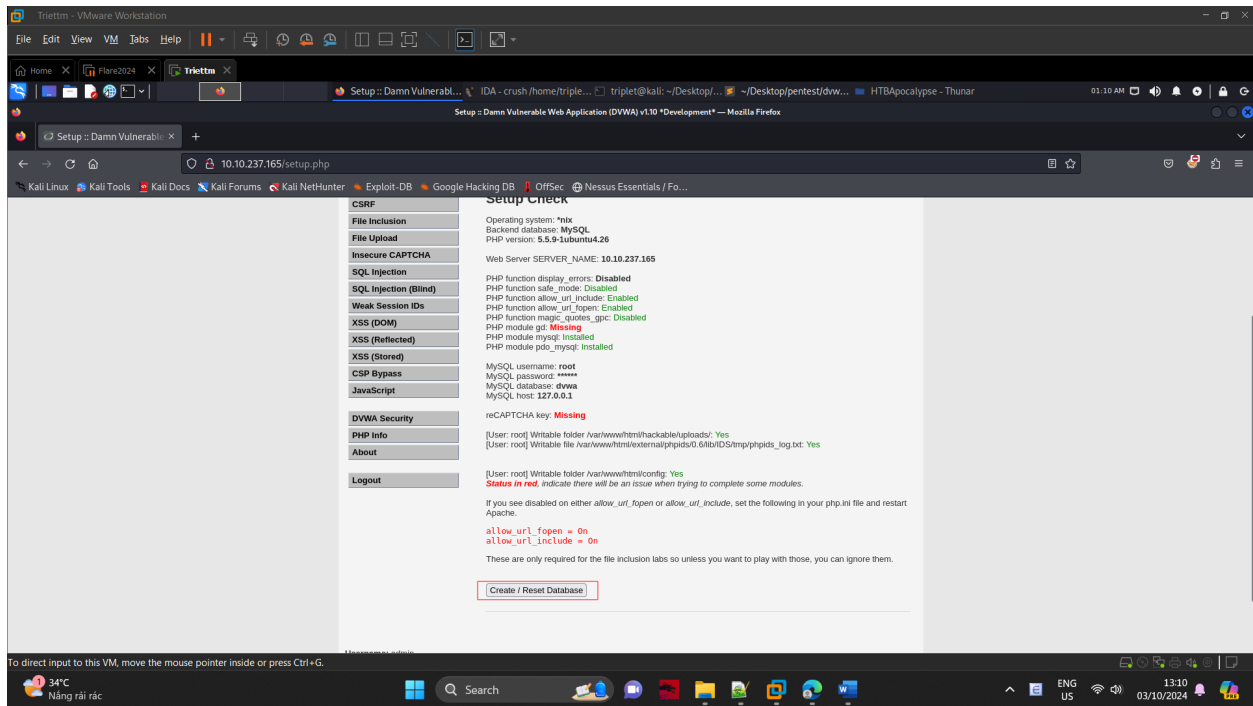 Triettm - VMware Workstation
File Edit View VM Tabs Help
Home Flare2024 Triettm
Setup :: Damn Vulnerabl... IDA - crush /home/triple... triplet@kali: ~/Desktop/... ~/Desktop/pentest/dvw... HTBApocalypse - Thunar 01:10 AM
Setup :: Damn Vulnerable Web Application (DVWA) v1.10 *Development* — Mozilla Firefox
Setup :: Damn Vulnerable
10.10.237.165/setup.php
Kali Linux Kali Tools Kali Docs Kali Forums Kali NetHunter Exploit-DB Google Hacking DB OffSec Nessus Essentials / Fo...
CSRF
File Inclusion
File Upload
Insecure CAPTCHA
SQL Injection
SQL Injection (Blind)
Weak Session IDs
XSS (DOM)
XSS (Reflected)
XSS (Stored)
CSP Bypass
JavaScript
DVWA Security
PHP Info
About
Logout
Setup Check
Operating system: *nix
Backend database: MySQL
PHP version: 5.5.9-1ubuntu4.26
Web Server SERVER_NAME: 10.10.237.165
PHP function display_errors: Disabled
PHP function safe_mode: Disabled
PHP function allow_url_include: Enabled
PHP function allow_url_fopen: Enabled
PHP function magic_quotes_gpc: Disabled
PHP module gd: Missing
PHP module mysql: Installed
PHP module pdo_mysql: Installed
MySQL username: root
MySQL password: ******
MySQL database: dvwa
MySQL host: 127.0.0.1
reCAPTCHA key: Missing
[User: root] Writable folder /var/www/html/hackable/uploads/: Yes
[User: root] Writable file /var/www/html/external/phpids/0.6/lib/IDS/tmp/phpids_log.txt: Yes
[User: root] Writable folder /var/www/html/config: Yes
Status in red, indicate there will be an issue when trying to complete some modules.
If you see disabled on either allow_url_fopen or allow_url_include, set the following in your php.ini file and restart
Apache.
allow_url_fopen = On
allow_url_include = On
These are only required for the file inclusion labs so unless you want to play with those, you can ignore them.
Create / Reset Database
Username: admin
To direct input to this VM, move the mouse pointer inside or press Ctrl+G.
1
34°C
Nắng rải rác
Search
ENG
US
13:10
03/10/2024